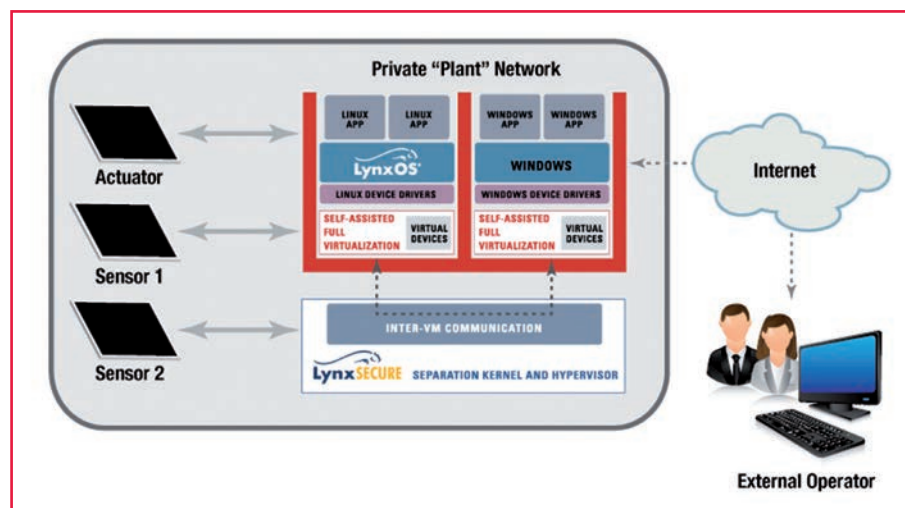 Private "Plant" Network
Actuator
Sensor 1
Sensor 2
LINUX
APP
LINUX
APP
LynxOS®
LINUX DEVICE DRIVERS
SELF-ASSISTED
FULL
VIRTUALIZATION
VIRTUAL
DEVICES
WINDOWS
APP
WINDOWS
APP
WINDOWS
WINDOWS DEVICE DRIVERS
SELF-ASSISTED
FULL
VIRTUALIZATION
VIRTUAL
DEVICES
INTER-VM COMMUNICATION
LynxSECURE SEPARATION KERNEL AND HYPERVISOR
Internet
External Operator